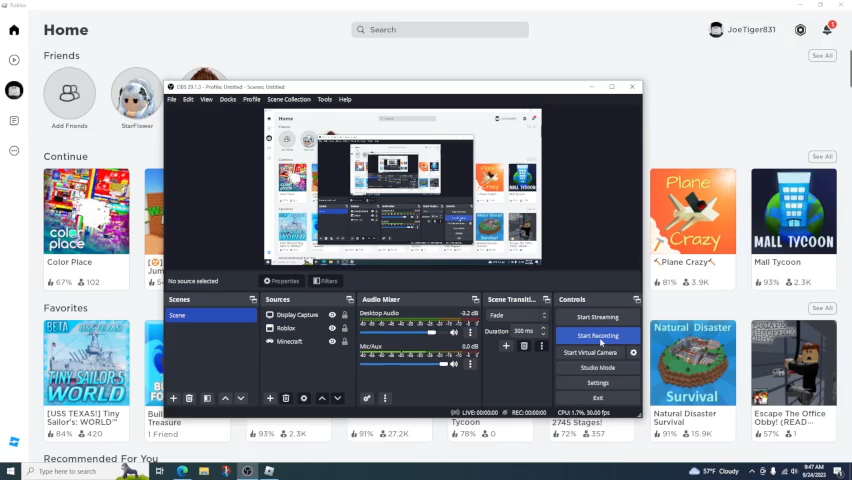 Roblox
Home
Search
JoeTiger831
1
Friends
See All
Add Friends
StarFlower
OBS 29.1.3 - Profile: Untitled - Scenes: Untitled
File Edit View Docks Profile Scene Collection Tools Help
Continue
See All
color place
Color Place
67% 102
PLANE CRAZY
Plane Crazy
81% 3.9K
MALL TYCOON
Mall Tycoon
93% 2.3K
No source selected
Properties
Filters
Scenes
Scene
Sources
Display Capture
Roblox
Minecraft
Audio Mixer
Desktop Audio
-3.2 dB
Mic/Aux
0.0 dB
Scene Transiti...
Fade
Duration
300 ms
Controls
Start Streaming
Start Recording
Start Virtual Camera
Studio Mode
Settings
Exit
LIVE: 00:00:00
REC: 00:00:00
CPU: 1.7%, 30.00 fps
Favorites
See All
BETA
TINY SAILOR'S WORLD
[USS TEXAS!] Tiny Sailor's: WORLD™
84% 420
Treasure
1 Friend
93% 2.3K
91% 27.2K
Tycoon
78% 0
2745 Stages!
72% 357
Natural Disaster Survival
Natural Disaster Survival
91% 15.9K
Escape The Office Obby! (READ...
57% 1
Recommended For You
Type here to search
57°F Cloudy
9:47 AM
9/24/2023